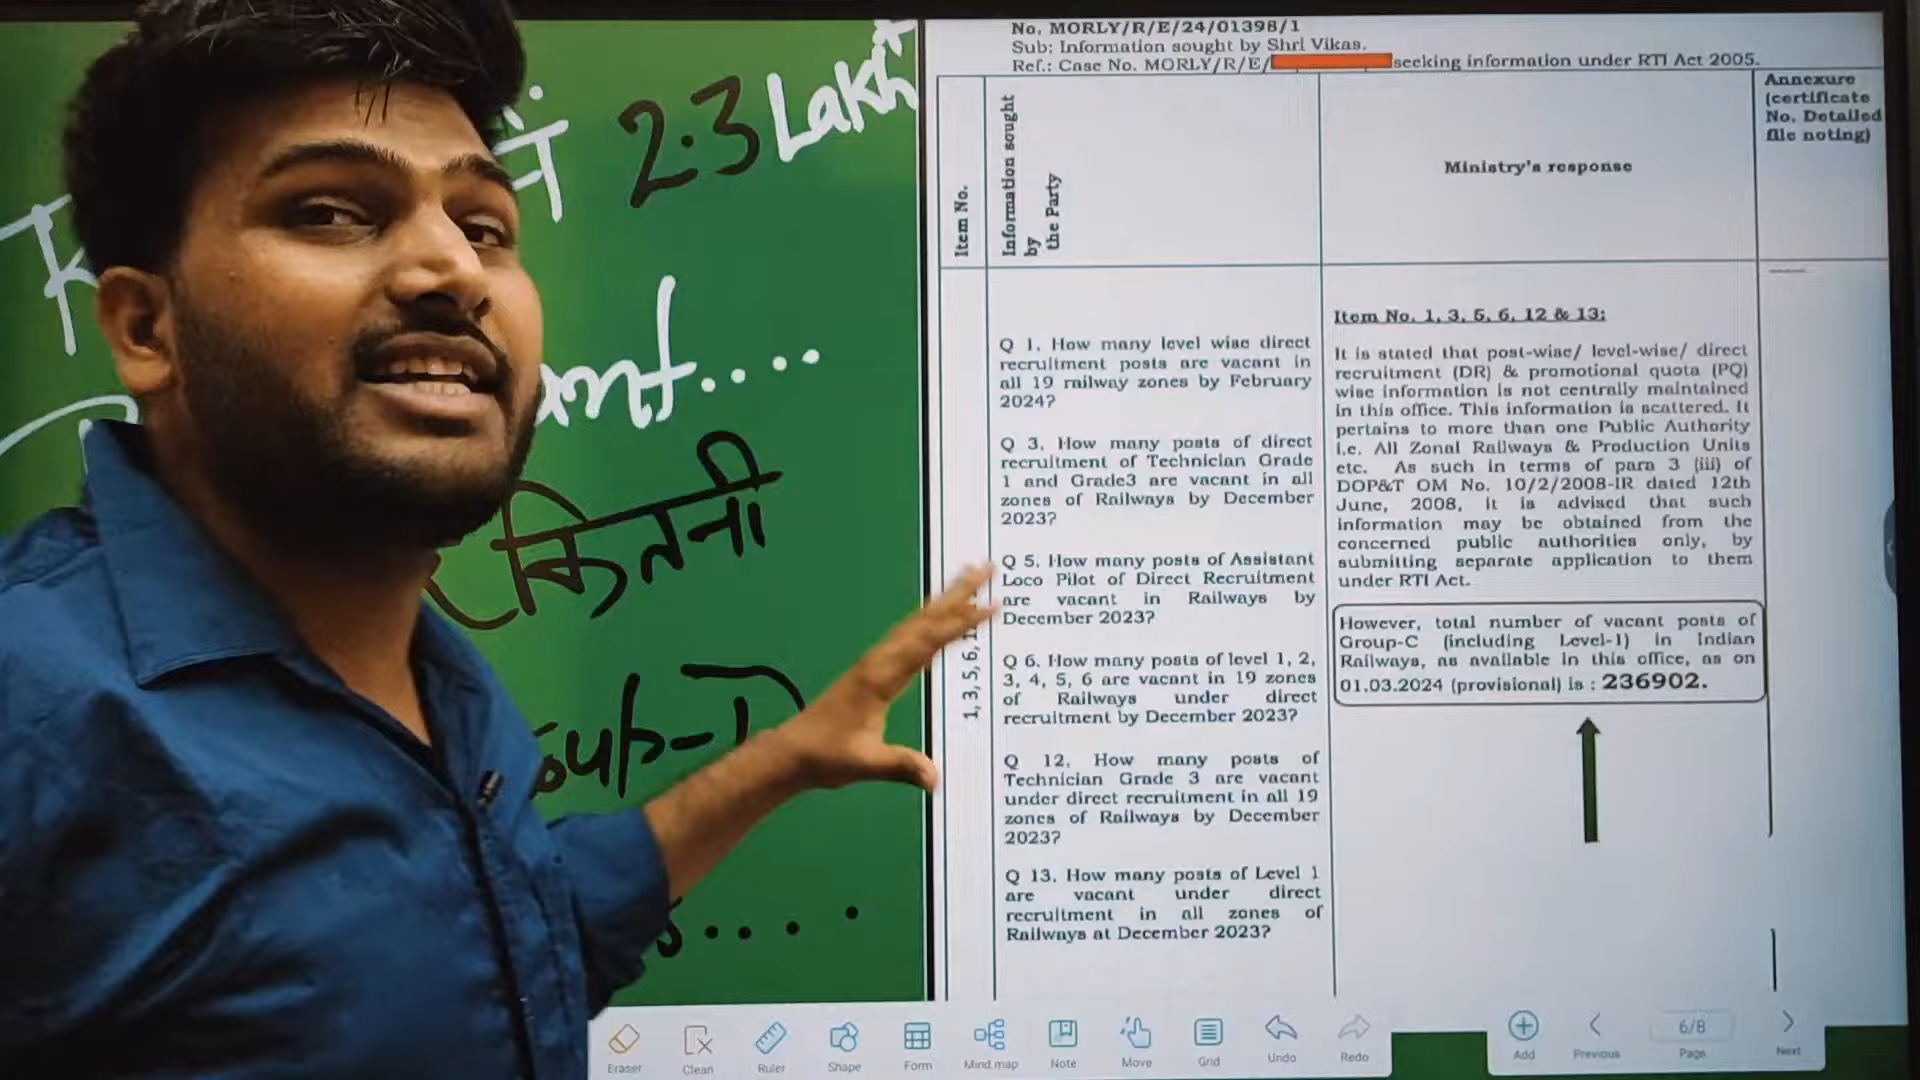 2.3 Lakh+
कितनी
No. MORLY/R/E/24/01398/1
Sub: Information sought by Shri Vikas.
Ref.: Case No. MORLY/R/E/ seeking information under RTI Act 2005.
Item No.
Information sought
by
the Party
Ministry's response
Annexure
(certificate
No. Detailed
file noting)
1, 3, 5, 6,
Q 1. How many level wise direct
recruitment posts are vacant in
all 19 railway zones by February
2024?
Q 3. How many posts of direct
recruitment of Technician Grade
1 and Grade3 are vacant in all
zones of Railways by December
2023?
Q 5. How many posts of Assistant
Loco Pilot of Direct Recruitment
are vacant in Railways by
December 2023?
Q 6. How many posts of level 1, 2,
3, 4, 5, 6 are vacant in 19 zones
of Railways under direct
recruitment by December 2023?
Q 12. How many posts of
Technician Grade 3 are vacant
under direct recruitment in all 19
zones of Railways by December
2023?
Q 13. How many posts of Level 1
are vacant under direct
recruitment in all zones of
Railways at December 2023?
Item No. 1, 3, 5, 6, 12 & 13:
It is stated that post-wise/ level-wise/ direct
recruitment (DR) & promotional quota (PQ)
wise information is not centrally maintained
in this office. This information is scattered. It
pertains to more than one Public Authority
i.e. All Zonal Railways & Production Units
etc. As such in terms of para 3 (iii) of
DOP&T OM No. 10/2/2008-IR dated 12th
June, 2008, it is advised that such
information may be obtained from the
concerned public authorities only, by
submitting separate application to them
under RTI Act.
However, total number of vacant posts of
Group-C (including Level-1) in Indian
Railways, as available in this office, as on
01.03.2024 (provisional) is : 236902.
Eraser
Clean
Ruler
Shape
Form
Mind map
Note
Move
Grid
Undo
Redo
Add
Previous
6/8
Page
Next